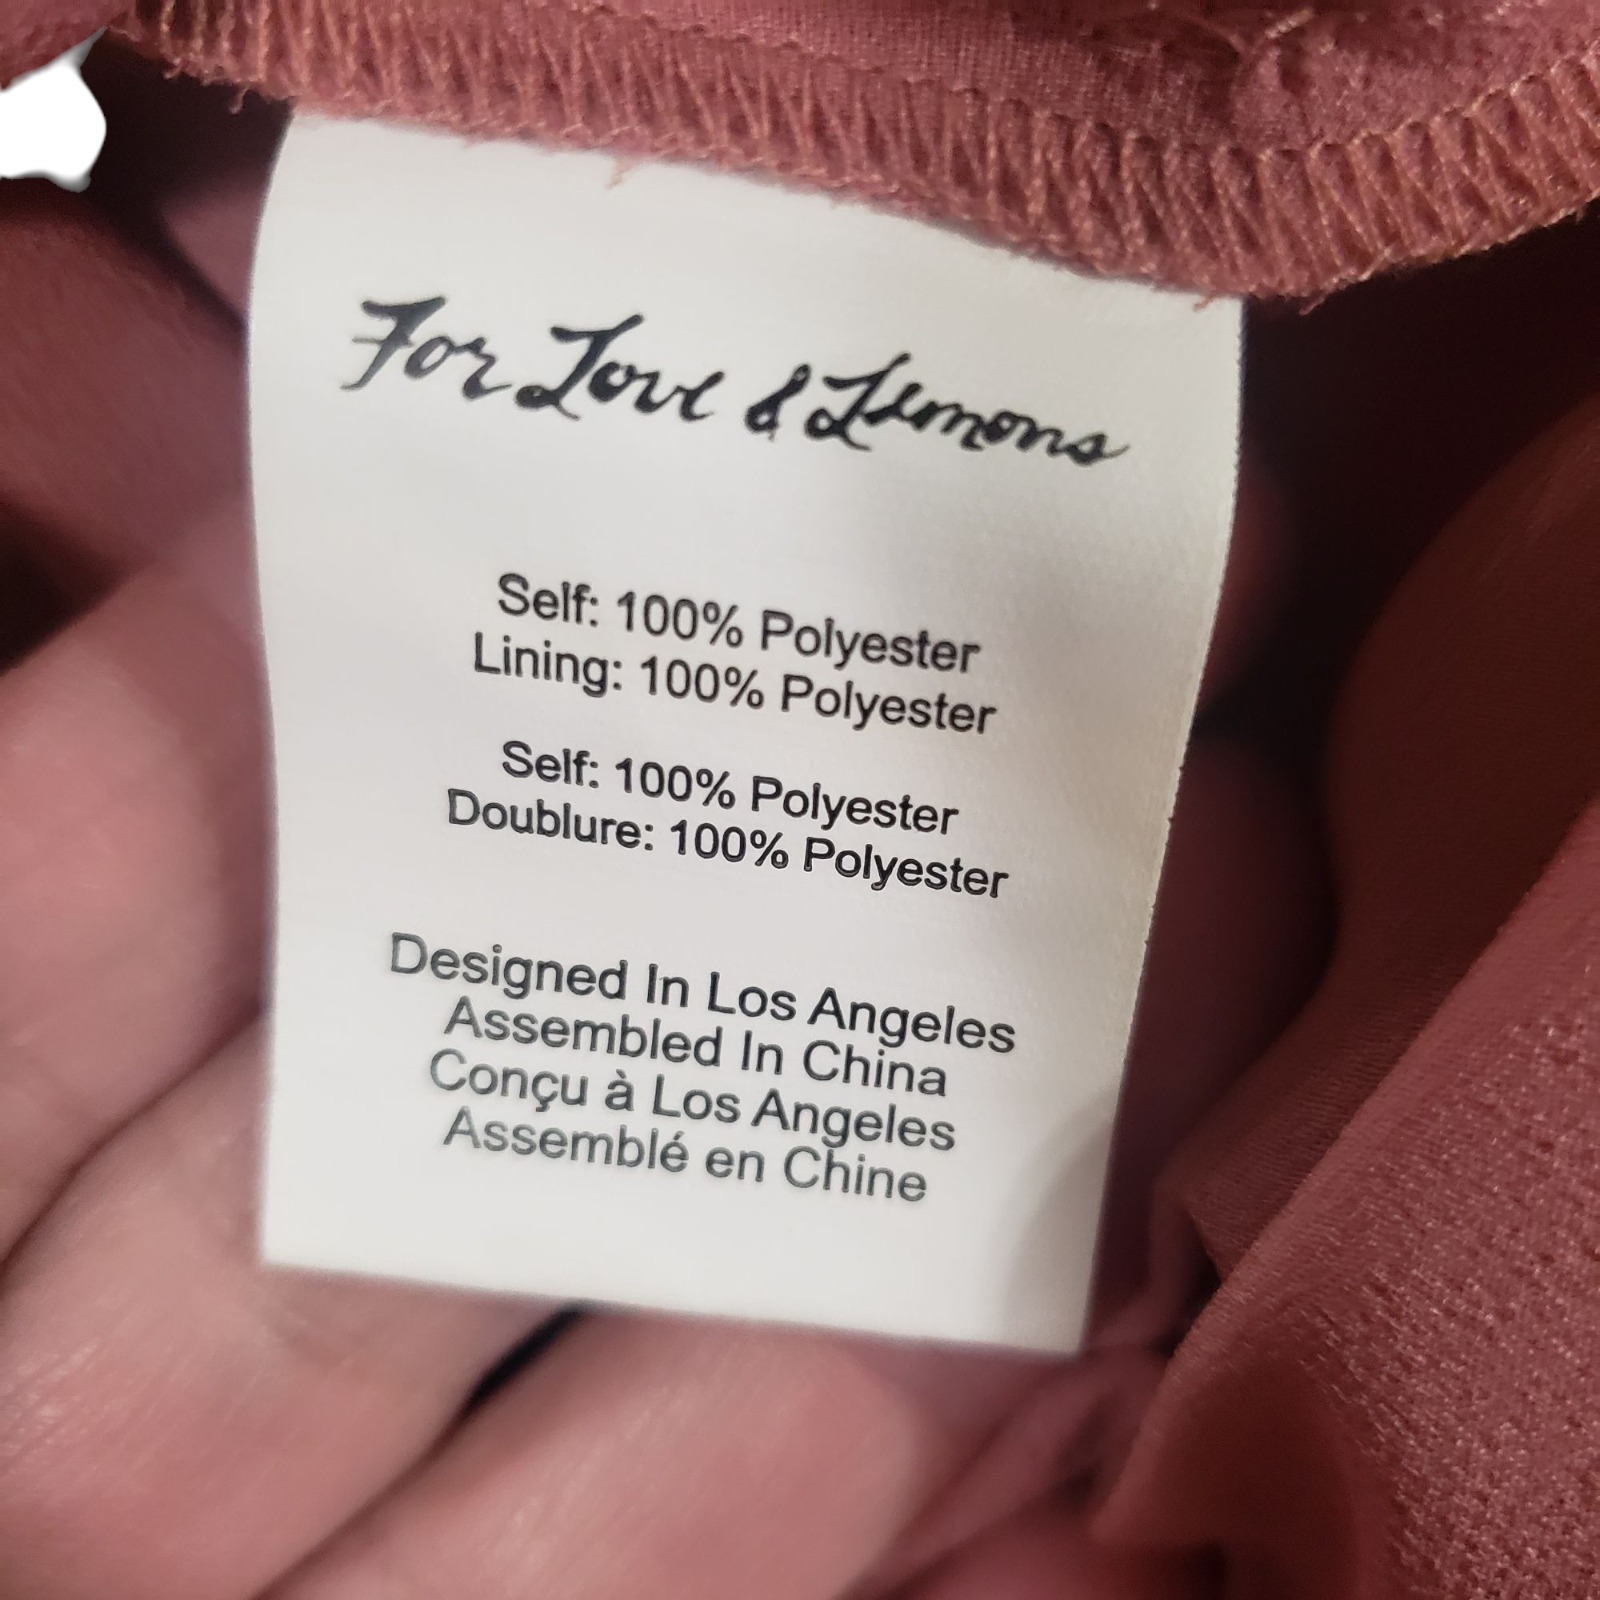 For Love & Lemons
Self: 100% Polyester
Lining: 100% Polyester
Self: 100% Polyester
Doublure: 100% Polyester
Designed In Los Angeles
Assembled In China
Conçu à Los Angeles
Assemblé en Chine